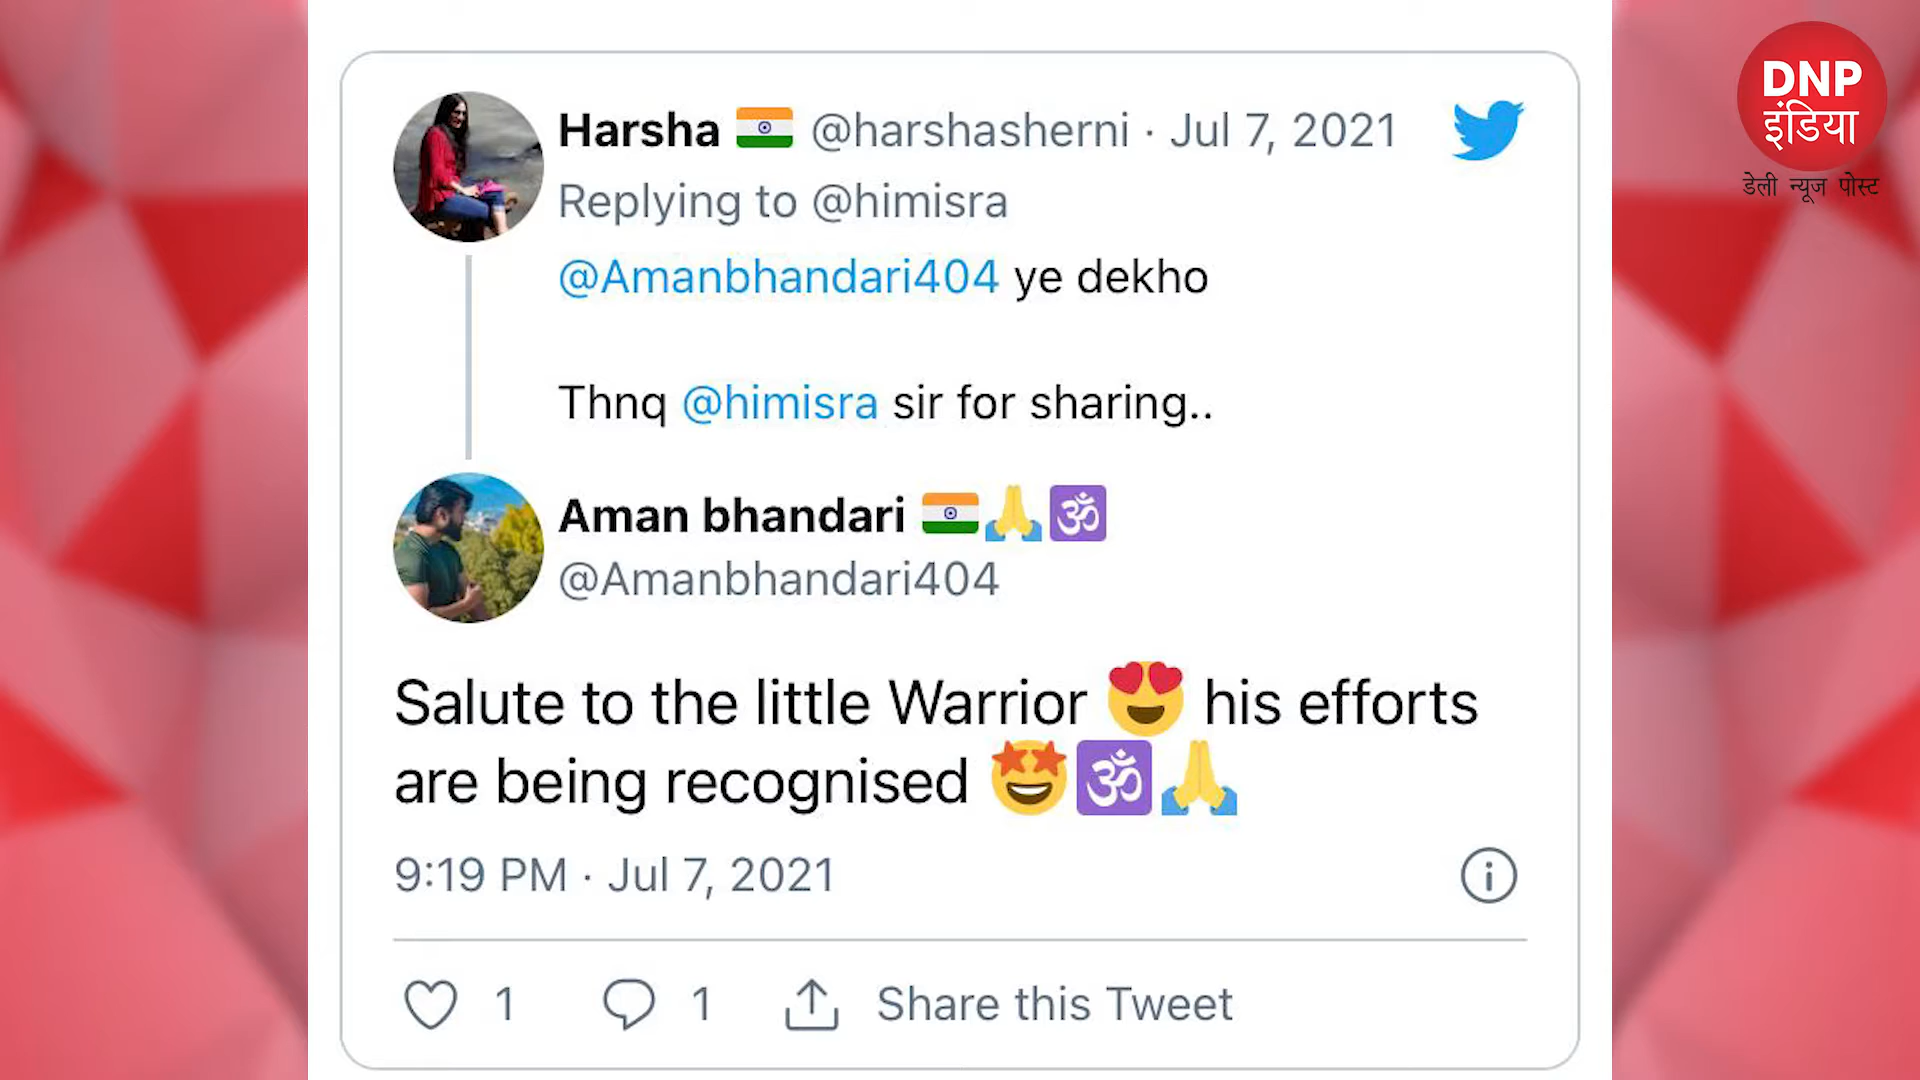 Harsha 🇮🇳 @harshasherni · Jul 7, 2021
Replying to @himisra
@Amanbhandari404 ye dekho
Thnq @himisra sir for sharing..
Aman bhandari 🇮🇳🙏🕉
@Amanbhandari404
Salute to the little Warrior 😍 his efforts
are being recognised 🤩🕉🙏
9:19 PM · Jul 7, 2021
1 1 Share this Tweet
DNP
इंडिया
डेली न्यूज पोस्ट